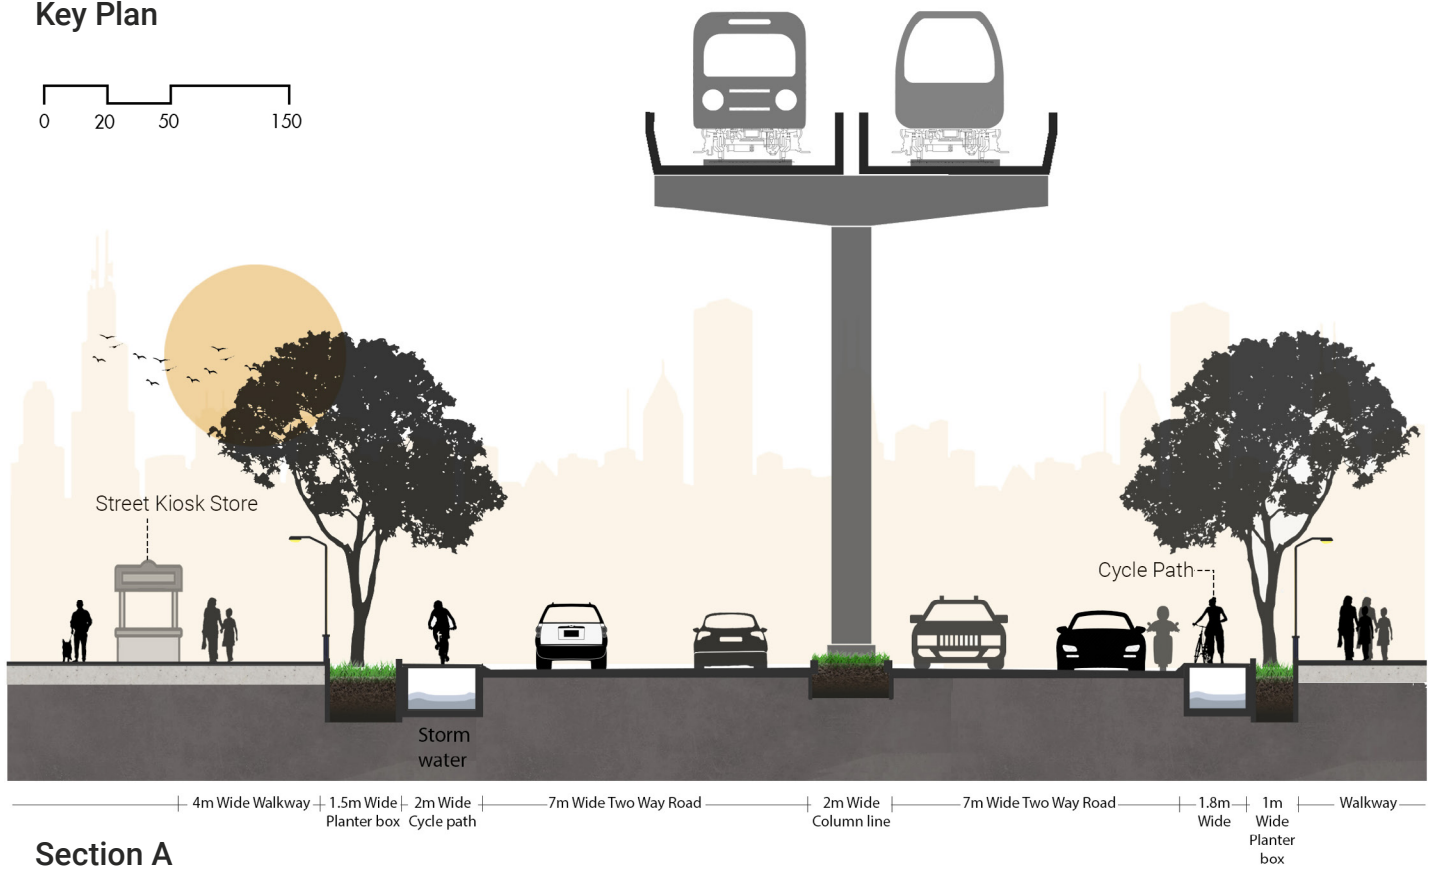 Key Plan
0 20 50 150
Street Kiosk Store
Cycle Path
Storm
water
4m Wide Walkway
1.5m Wide
Planter box
2m Wide
Cycle path
7m Wide Two Way Road
2m Wide
Column line
7m Wide Two Way Road
1.8m
Wide
1m
Wide
Planter
box
Walkway
Section A